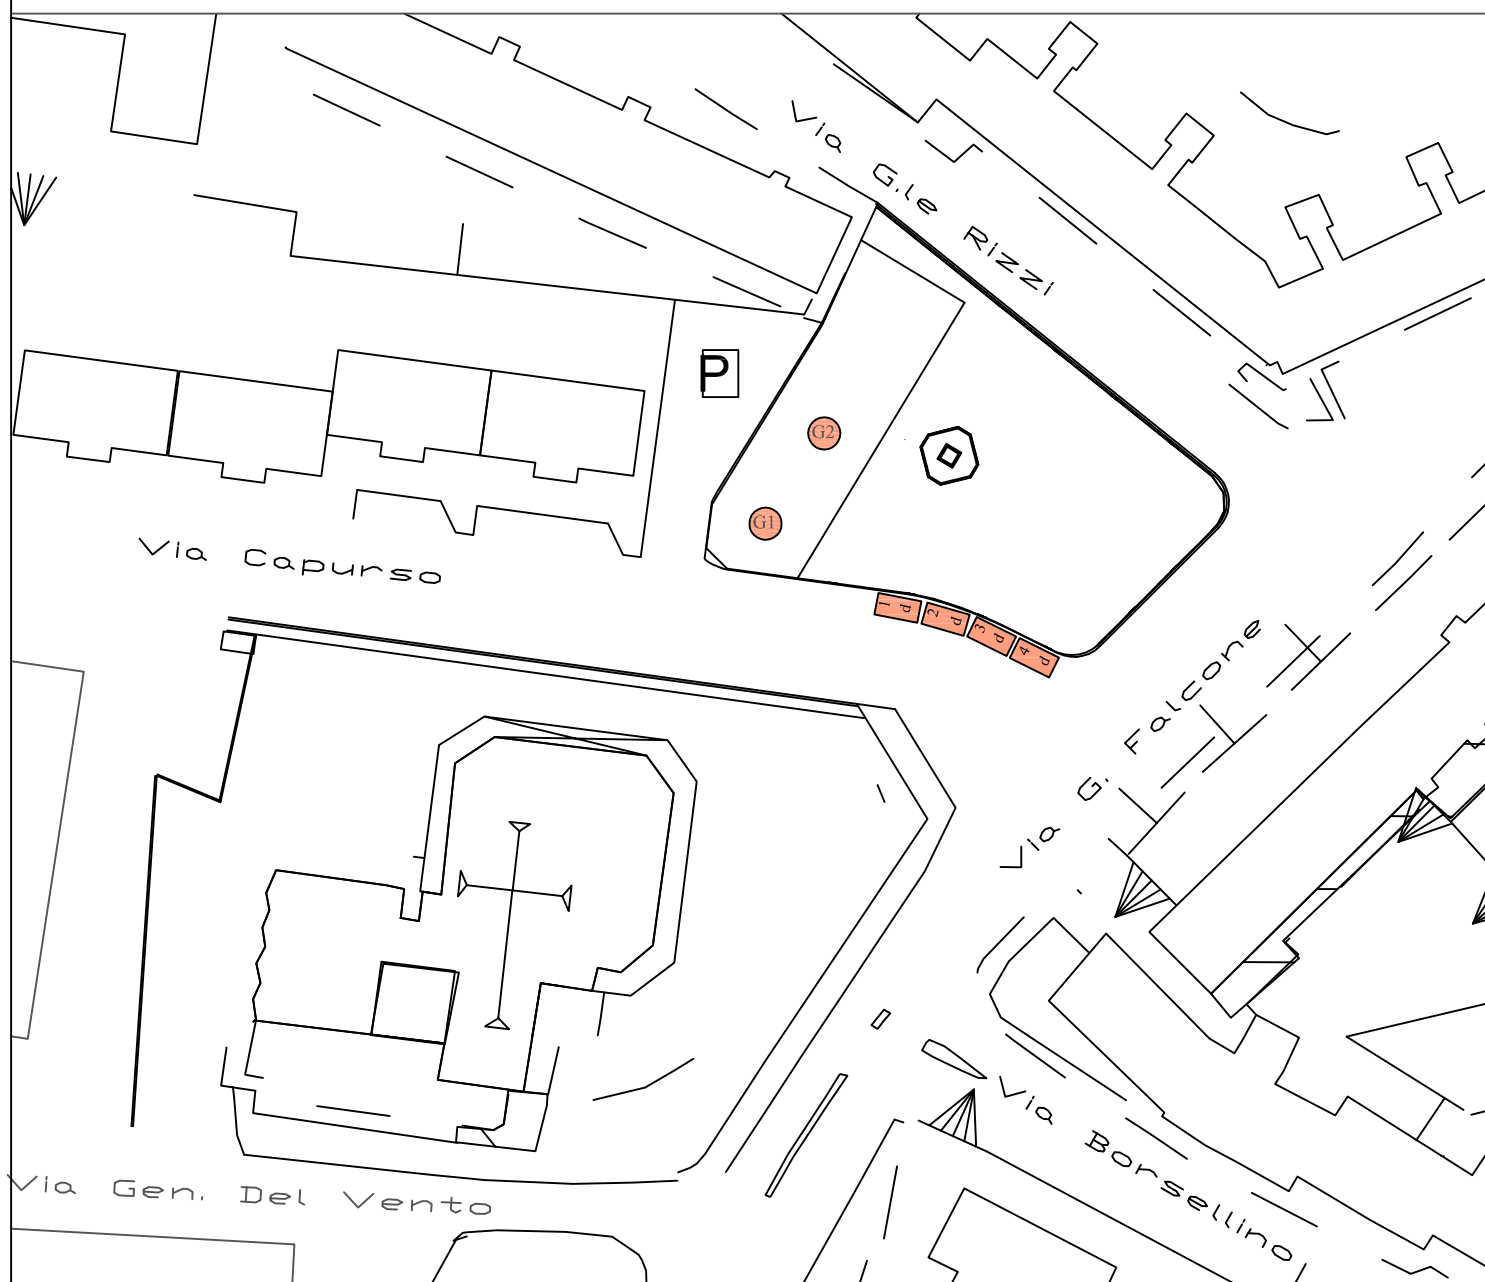 Via G.le Rizzi
P
G2
G1
Via Capurso
1 d
2 d
3 d
4 d
Via G. Falcone
Via Borsellino
Via Gen. Del Vento